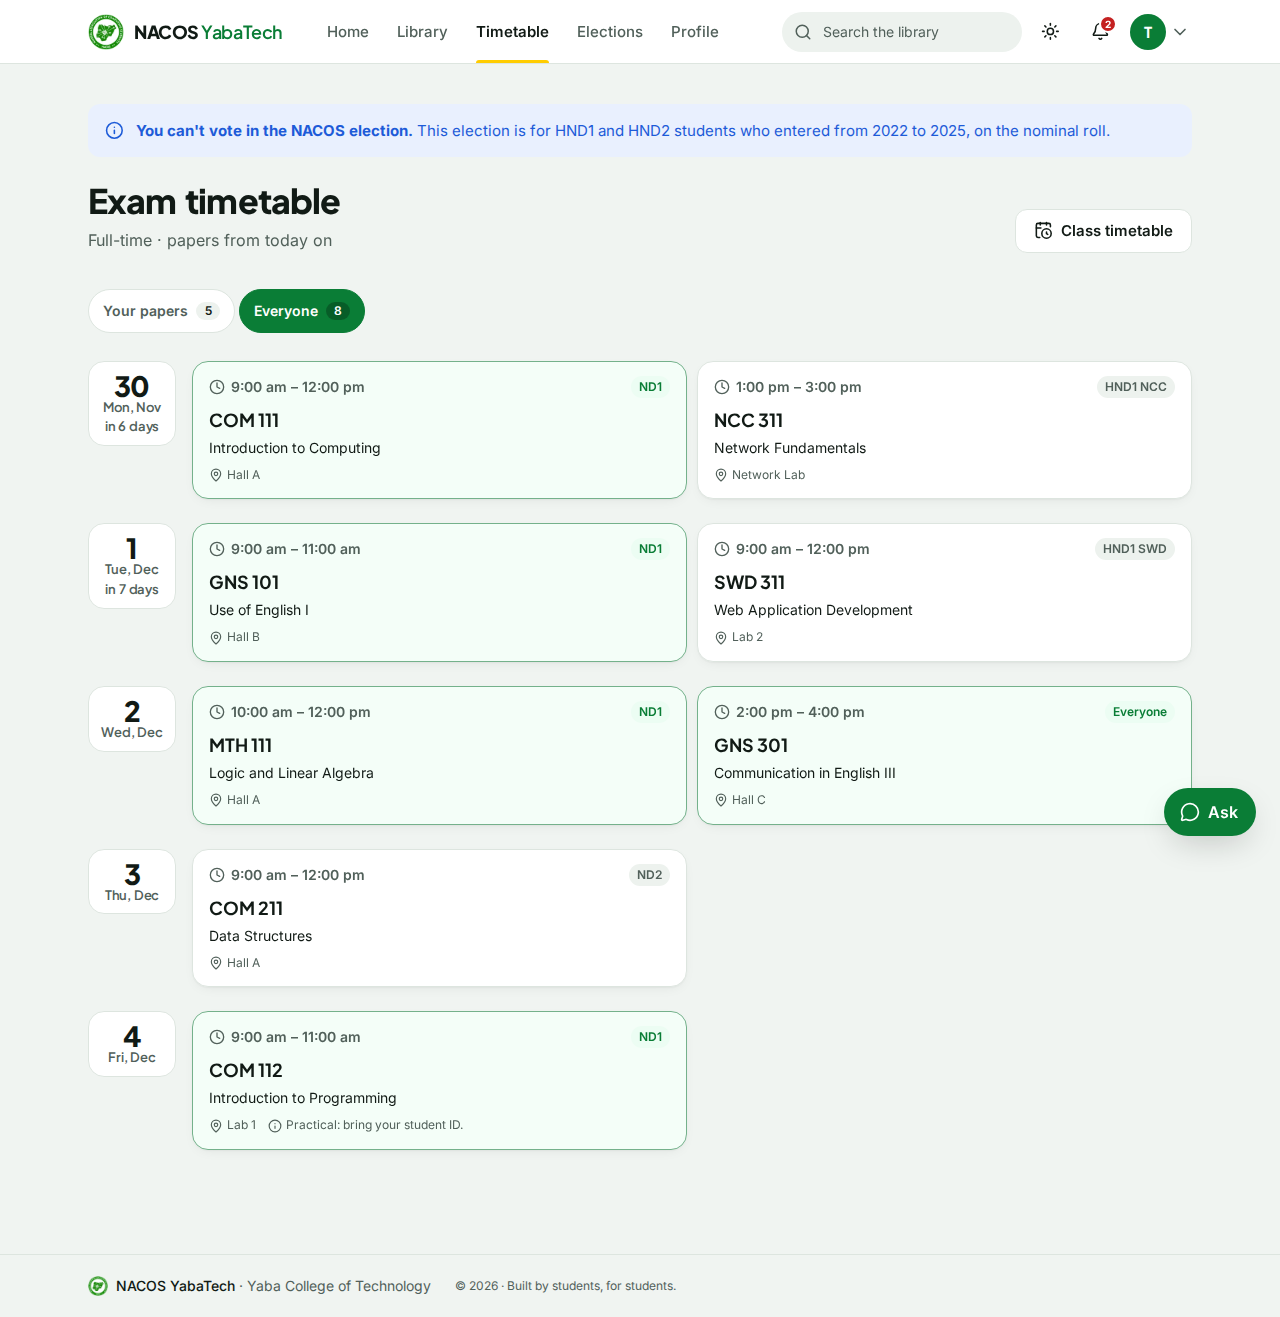 NACOS YabaTech
Home
Library
Timetable
Elections
Profile
Search the library
2
T
You can't vote in the NACOS election. This election is for HND1 and HND2 students who entered from 2022 to 2025, on the nominal roll.
Exam timetable
Full-time · papers from today on
Class timetable
Your papers 5
Everyone 8
30
Mon, Nov
in 6 days
9:00 am – 12:00 pm
ND1
COM 111
Introduction to Computing
Hall A
1:00 pm – 3:00 pm
HND1 NCC
NCC 311
Network Fundamentals
Network Lab
1
Tue, Dec
in 7 days
9:00 am – 11:00 am
ND1
GNS 101
Use of English I
Hall B
9:00 am – 12:00 pm
HND1 SWD
SWD 311
Web Application Development
Lab 2
2
Wed, Dec
10:00 am – 12:00 pm
ND1
MTH 111
Logic and Linear Algebra
Hall A
2:00 pm – 4:00 pm
Everyone
GNS 301
Communication in English III
Hall C
Ask
3
Thu, Dec
9:00 am – 12:00 pm
ND2
COM 211
Data Structures
Hall A
4
Fri, Dec
9:00 am – 11:00 am
ND1
COM 112
Introduction to Programming
Lab 1
Practical: bring your student ID.
NACOS YabaTech · Yaba College of Technology
© 2026 · Built by students, for students.